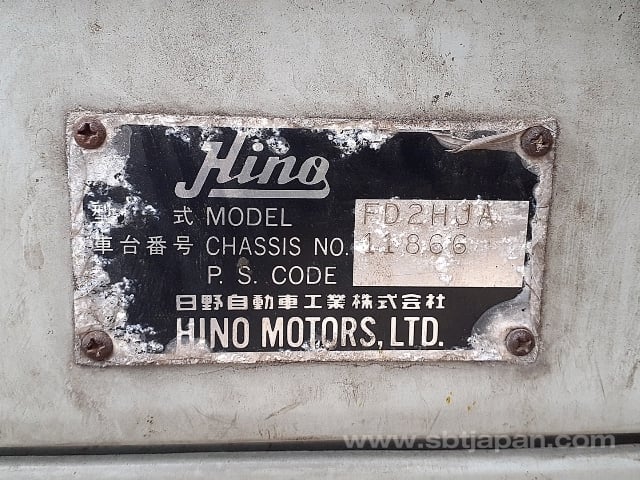 Hino
型式 MODEL FD2HJA
車台番号 CHASSIS NO. 11866
P. S. CODE
日野自動車工業株式会社
HINO MOTORS, LTD.
www.sbtjapan.com